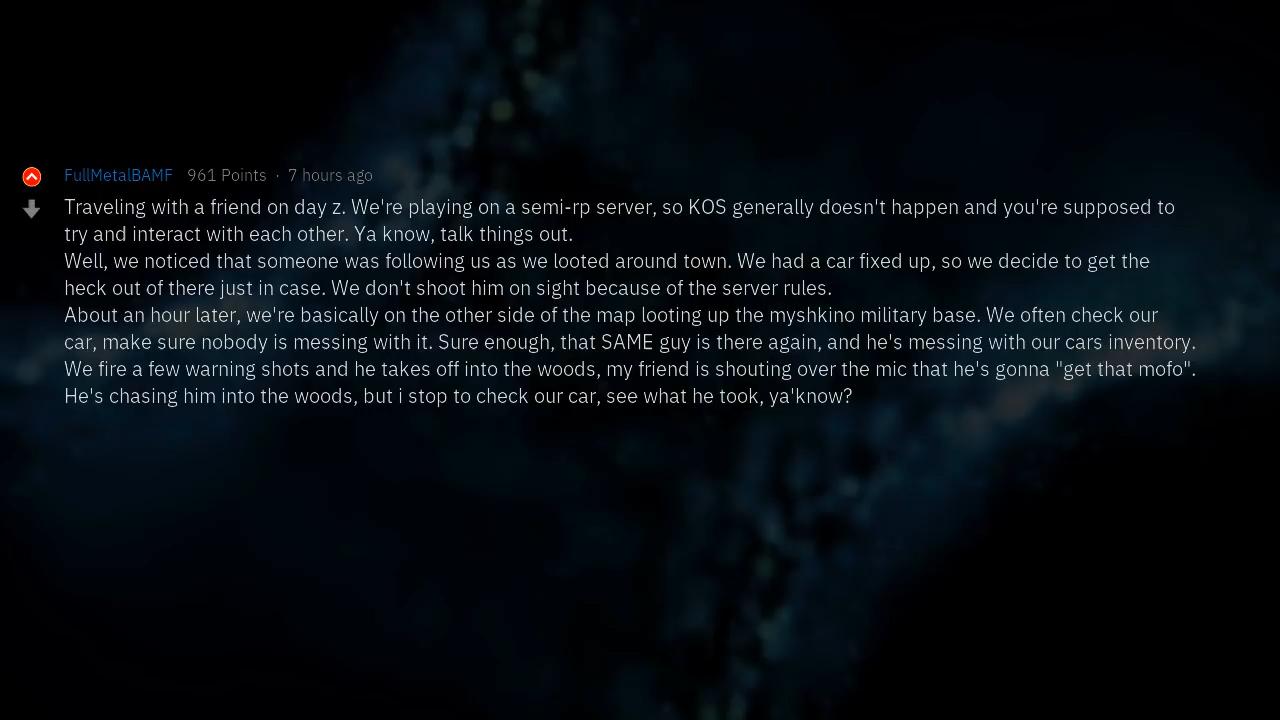 FullMetalBAMF 961 Points · 7 hours ago
Traveling with a friend on day z. We're playing on a semi-rp server, so KOS generally doesn't happen and you're supposed to
try and interact with each other. Ya know, talk things out.
Well, we noticed that someone was following us as we looted around town. We had a car fixed up, so we decide to get the
heck out of there just in case. We don't shoot him on sight because of the server rules.
About an hour later, we're basically on the other side of the map looting up the myshkino military base. We often check our
car, make sure nobody is messing with it. Sure enough, that SAME guy is there again, and he's messing with our cars inventory.
We fire a few warning shots and he takes off into the woods, my friend is shouting over the mic that he's gonna "get that mofo".
He's chasing him into the woods, but i stop to check our car, see what he took, ya'know?